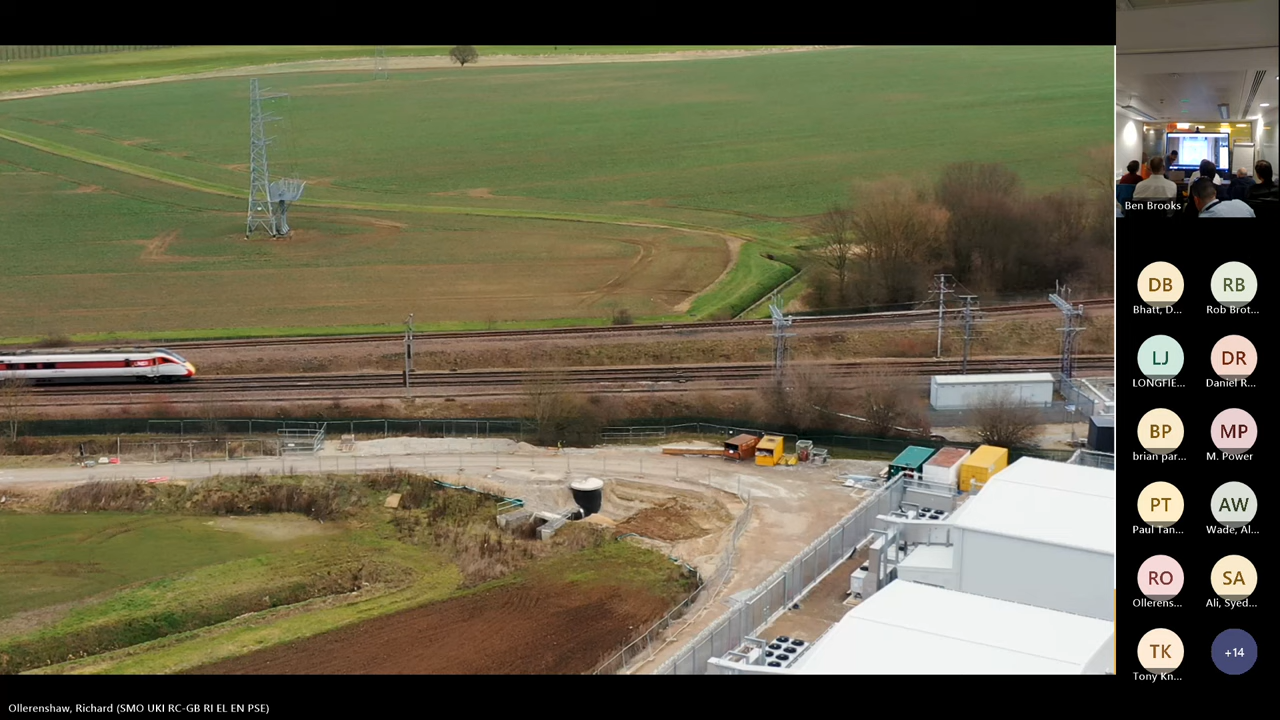 Ben Brooks
DB
Bhatt, D...
RB
Rob Brot...
LJ
LONGFIE...
DR
Daniel R...
BP
brian par...
MP
M. Power
PT
Paul Tan...
AW
Wade, Al...
RO
Ollerens...
SA
Ali, Syed...
TK
Tony Kn...
+14
Ollerenshaw, Richard (SMO UKI RC-GB RI EL EN PSE)